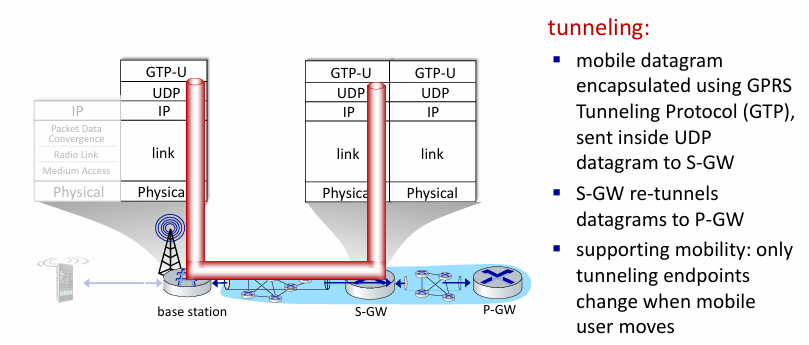 tunneling:
mobile datagram
encapsulated using GPRS
Tunneling Protocol (GTP),
sent inside UDP
datagram to S-GW
S-GW re-tunnels
datagrams to P-GW
supporting mobility: only
tunneling endpoints
change when mobile
user moves
GTP-U
UDP
IP
link
Physical
IP
Packet Data
Convergence
Radio Link
Medium Access
Physical
GTP-U
UDP
IP
link
Physical
GTP-U
UDP
IP
link
Physical
base station
S-GW
P-GW